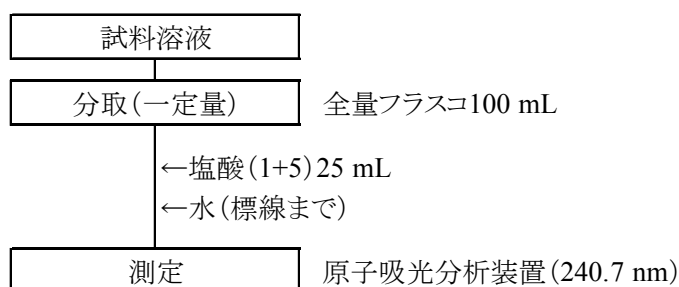 試料溶液
分取(一定量) 全量フラスコ100 mL
←塩酸(1+5)25 mL
←水(標線まで)
測定 原子吸光分析装置(240.7 nm)